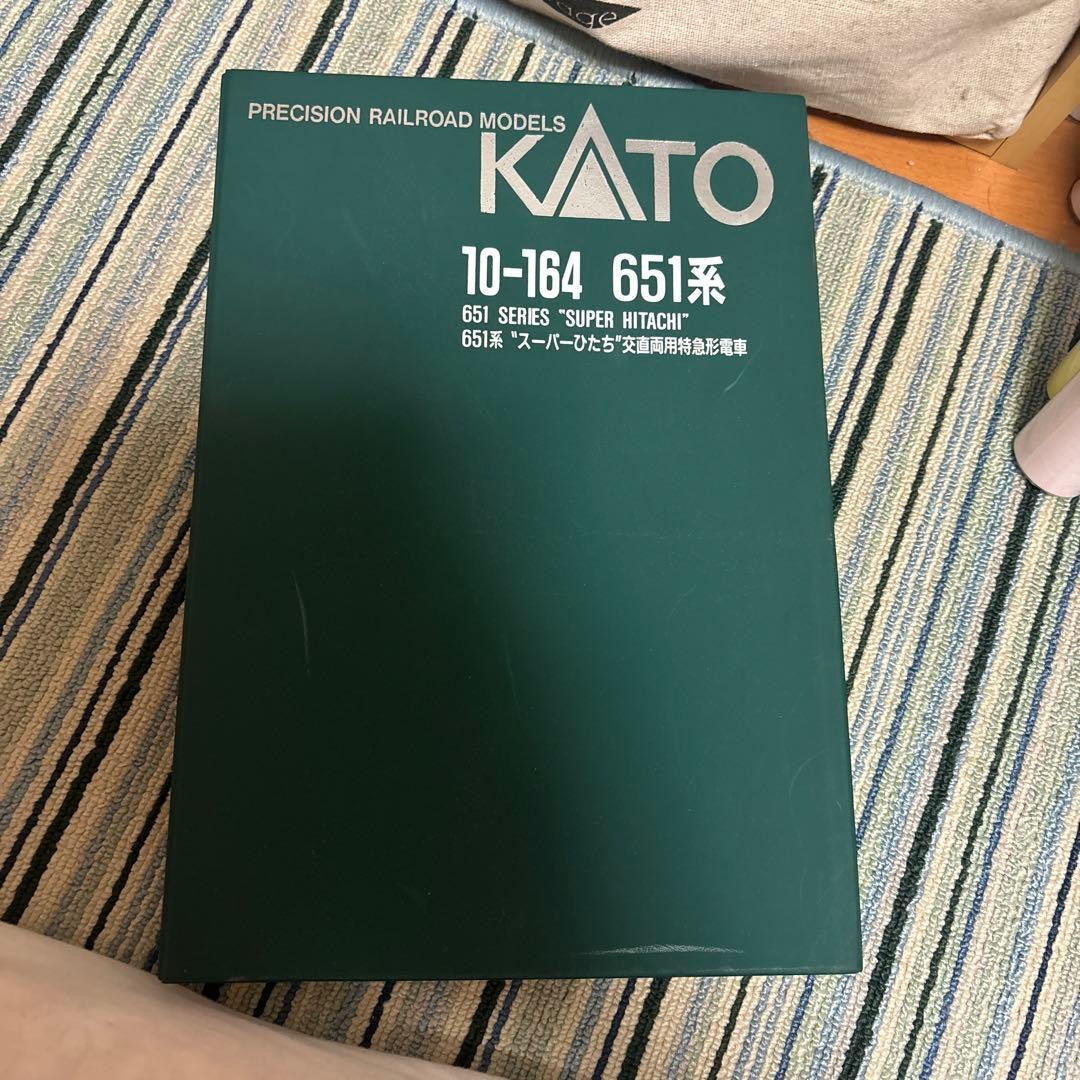 age
PRECISION RAILROAD MODELS
KATO
10-164 651系
651 SERIES "SUPER HITACHI"
651系 "スーパーひたち"交直両用特急形電車